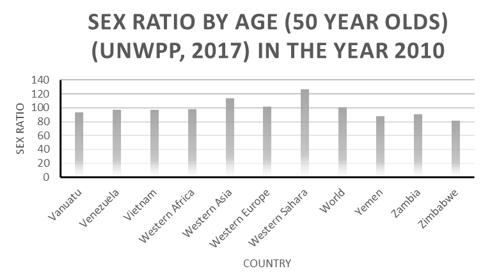 SEX RATIO BY AGE (50 YEAR OLDS)
(UNWPP, 2017) IN THE YEAR 2010
SEX RATIO
140
120
100
80
60
40
20
0
Vanuatu
Venezuela
Vietnam
Western Africa
Western Asia
Western Europe
Western Sahara
World
Yemen
Zambia
Zimbabwe
COUNTRY